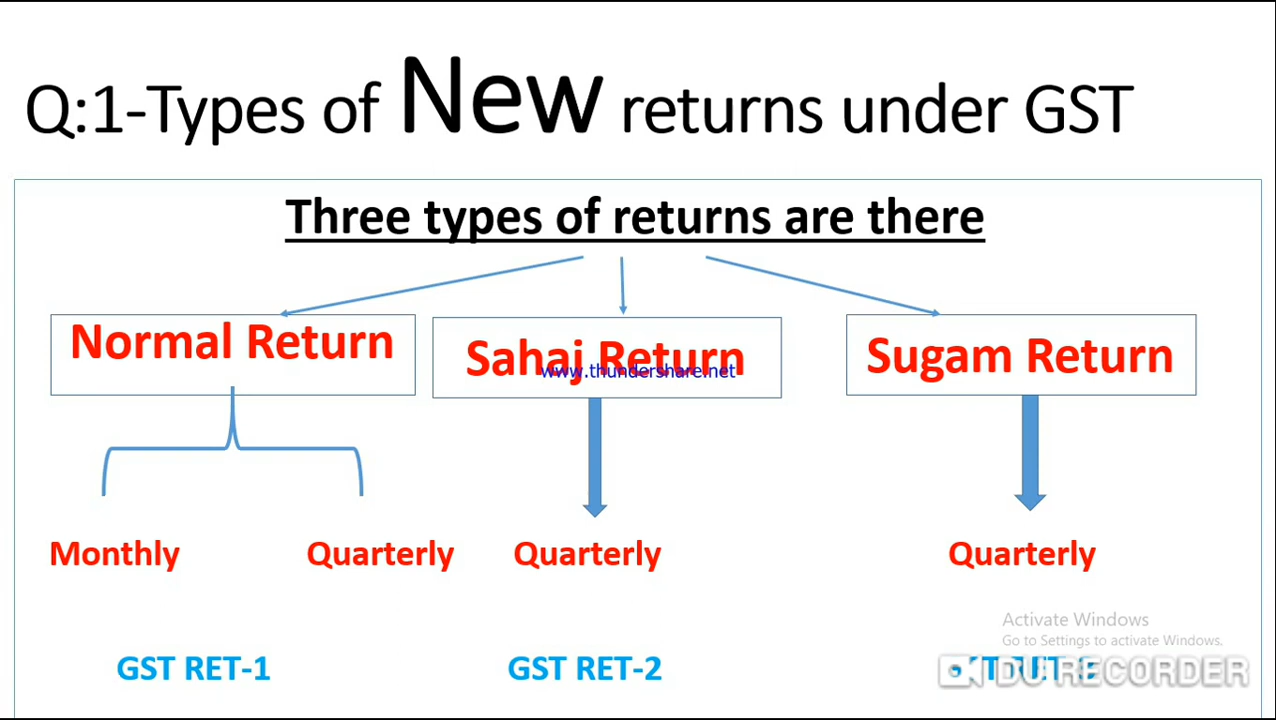 Q:1-Types of New returns under GST
Three types of returns are there
Normal Return
Sahaj Return
www.thundershare.net
Sugam Return
Monthly
Quarterly
Quarterly
Quarterly
Activate Windows
Go to Settings to activate Windows.
GST RET-1
GST RET-2
DU RECORDER